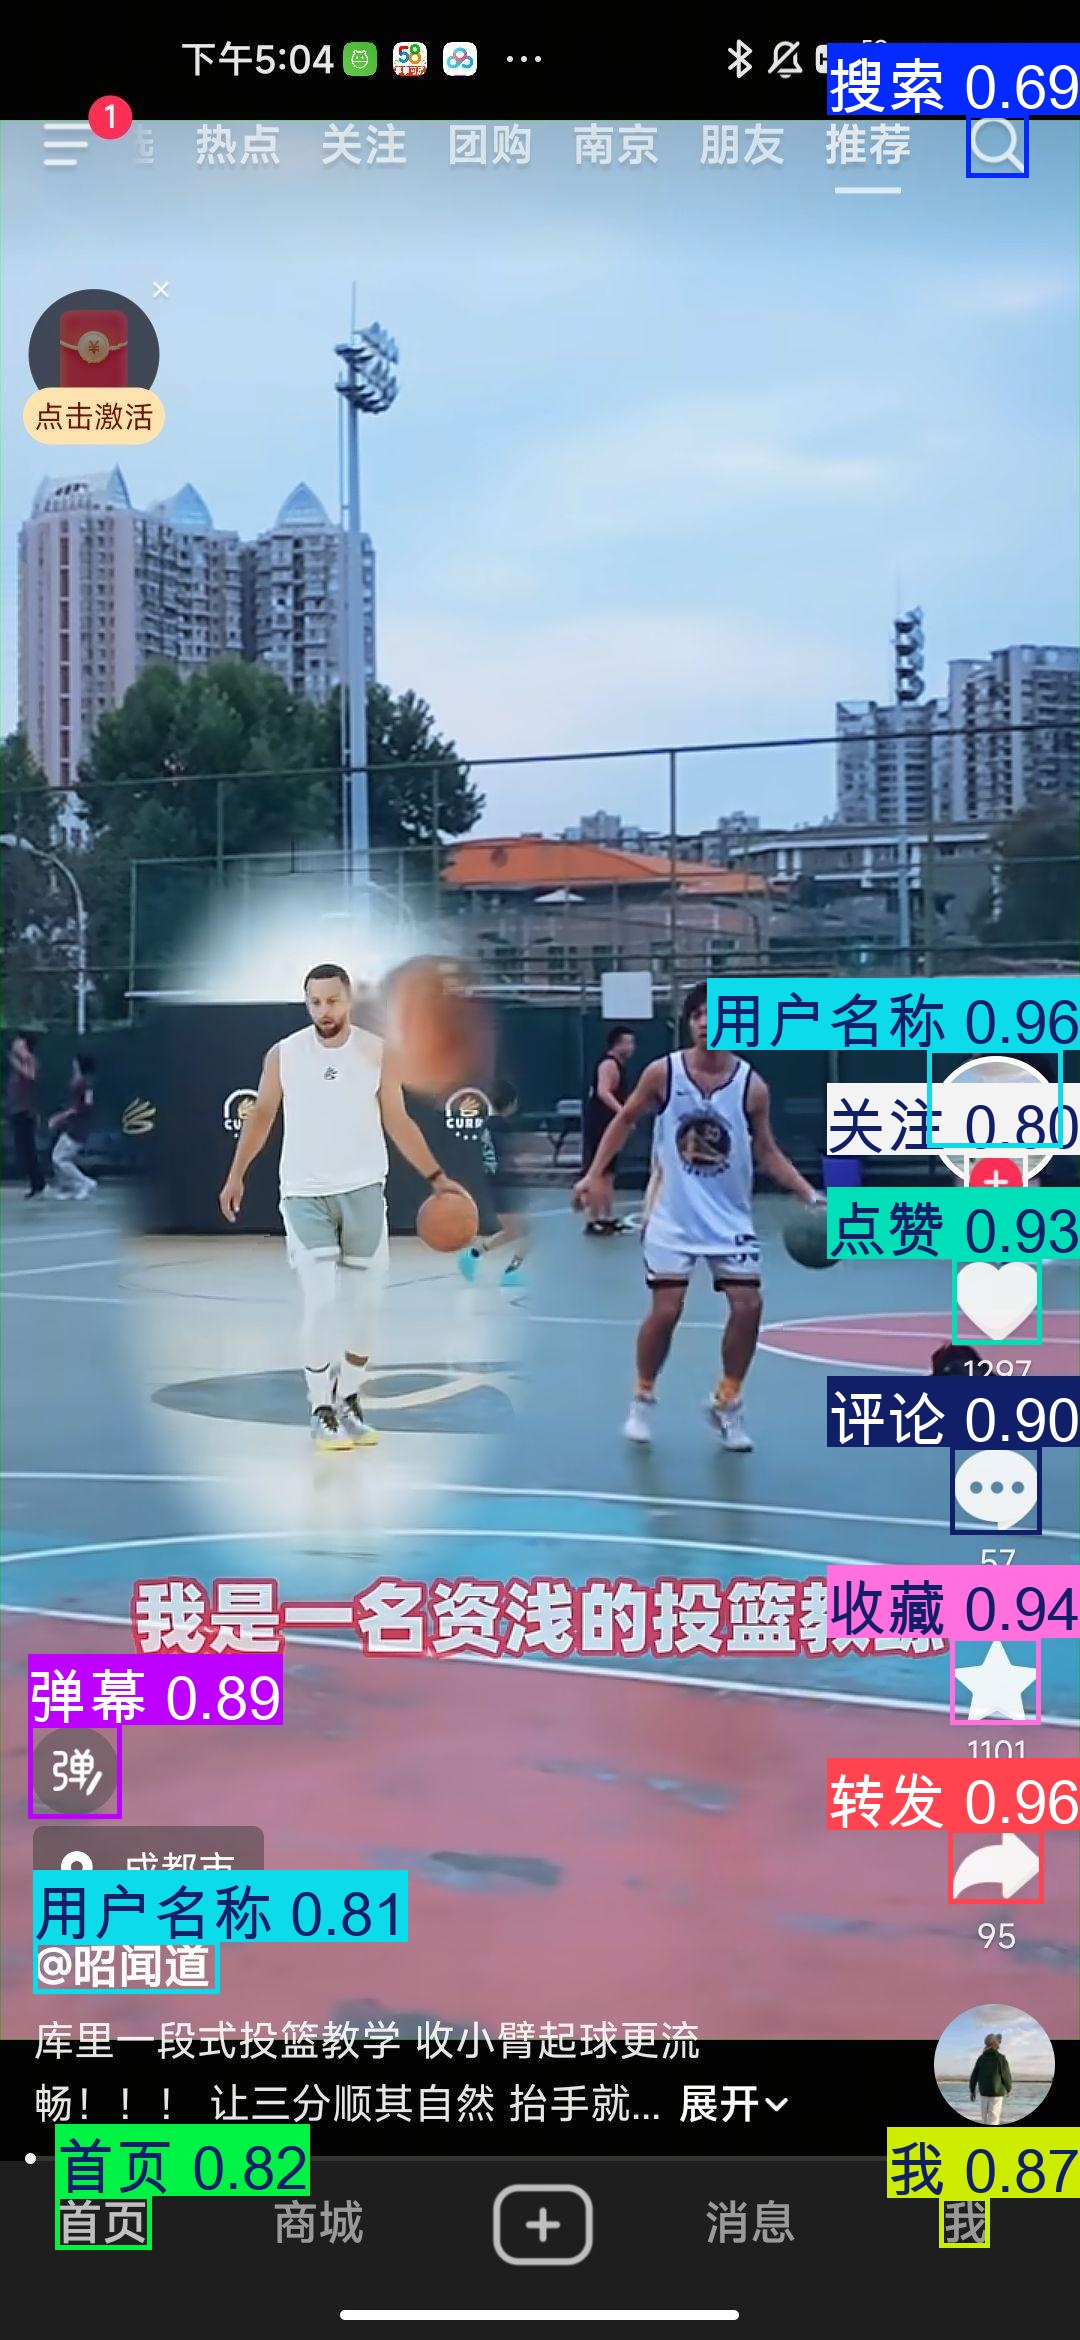 下午5:04
搜索 0.69
1
热点 关注 团购 南京 朋友 推荐
点击激活
用户名称 0.96
关注 0.80
点赞 0.93
1297
评论 0.90
57
我是一名资浅的投篮教
收藏 0.94
弹幕 0.89
弹
1101
转发 0.96
成都市
用户名称 0.81
@昭闻道
95
库里一段式投篮教学 收小臂起球更流
畅！！！ 让三分顺其自然 抬手就... 展开
首页 0.82
我 0.87
首页 商城 消息 我